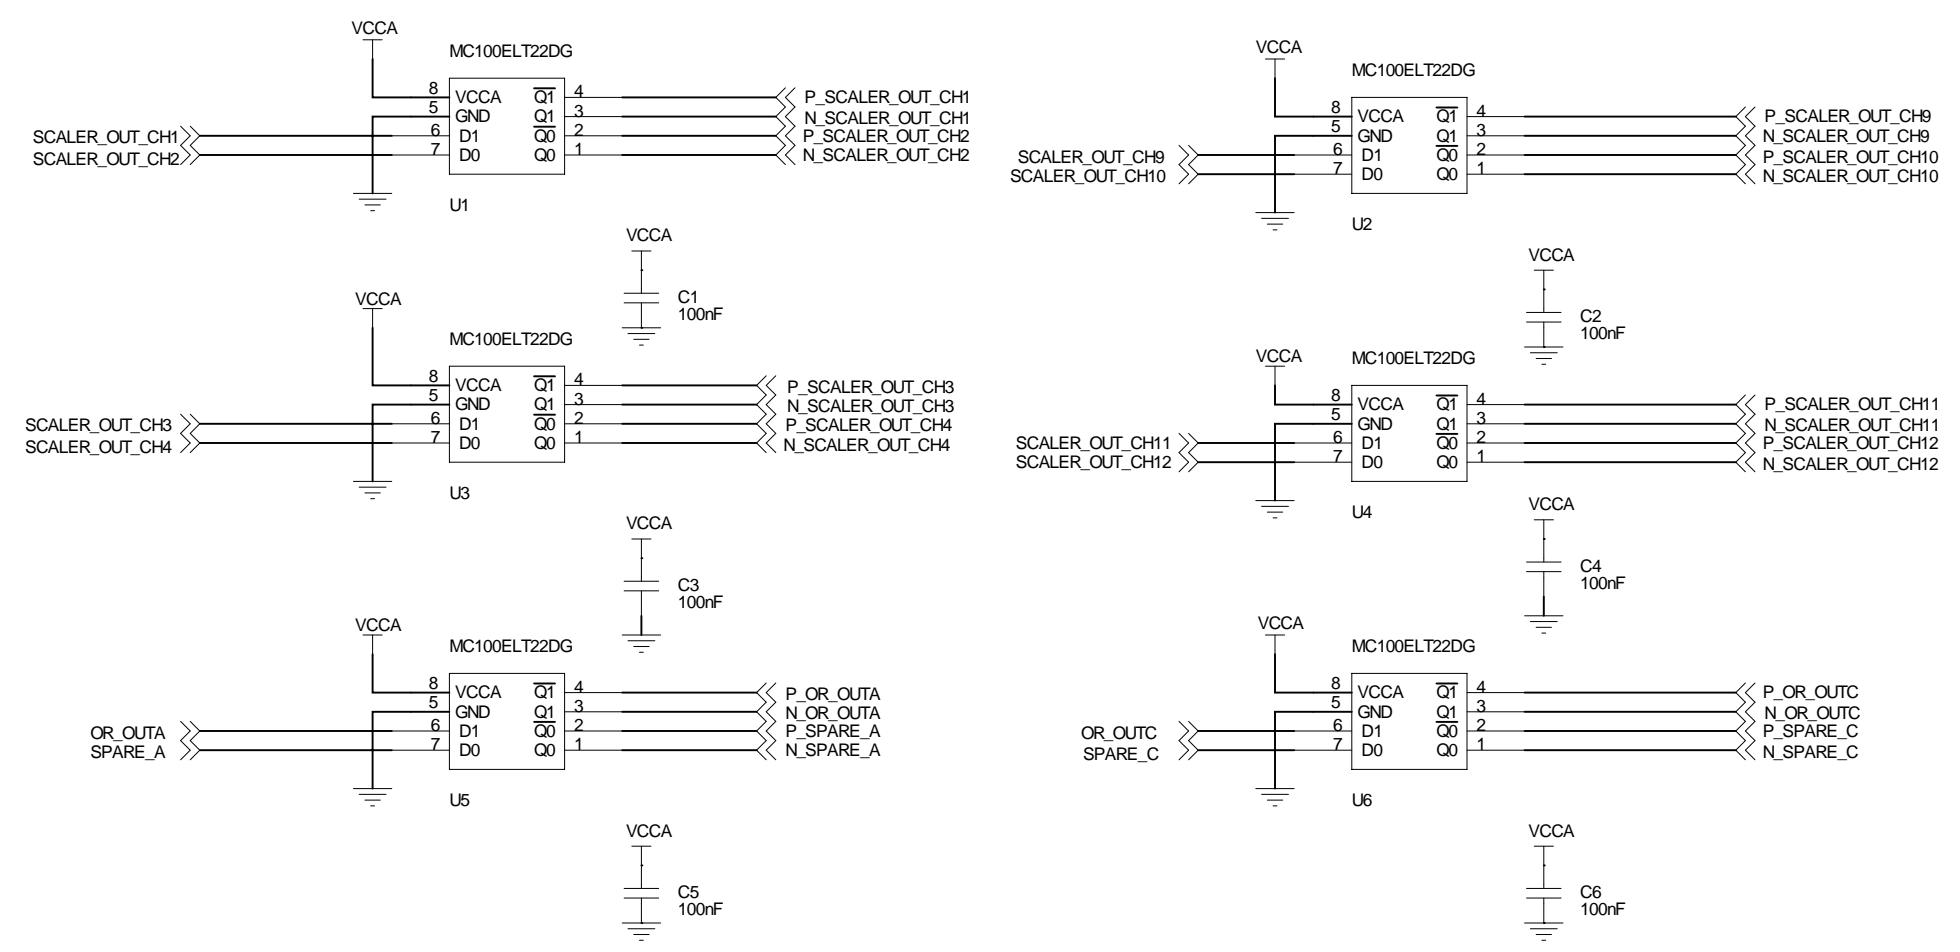 VCCA
MC100ELT22DG
8 VCCA Q1 4 P_SCALER_OUT_CH1
5 GND Q1 3 N_SCALER_OUT_CH1
SCALER_OUT_CH1 6 D1 Q0 2 P_SCALER_OUT_CH2
SCALER_OUT_CH2 7 D0 Q0 1 N_SCALER_OUT_CH2
U1
VCCA
C1
100nF
VCCA
MC100ELT22DG
8 VCCA Q1 4 P_SCALER_OUT_CH3
5 GND Q1 3 N_SCALER_OUT_CH3
SCALER_OUT_CH3 6 D1 Q0 2 P_SCALER_OUT_CH4
SCALER_OUT_CH4 7 D0 Q0 1 N_SCALER_OUT_CH4
U3
VCCA
C3
100nF
VCCA
MC100ELT22DG
8 VCCA Q1 4 P_OR_OUTA
5 GND Q1 3 N_OR_OUTA
OR_OUTA 6 D1 Q0 2 P_SPARE_A
SPARE_A 7 D0 Q0 1 N_SPARE_A
U5
VCCA
C5
100nF
VCCA
MC100ELT22DG
8 VCCA Q1 4 P_SCALER_OUT_CH9
5 GND Q1 3 N_SCALER_OUT_CH9
SCALER_OUT_CH9 6 D1 Q0 2 P_SCALER_OUT_CH10
SCALER_OUT_CH10 7 D0 Q0 1 N_SCALER_OUT_CH10
U2
VCCA
C2
100nF
VCCA
MC100ELT22DG
8 VCCA Q1 4 P_SCALER_OUT_CH11
5 GND Q1 3 N_SCALER_OUT_CH11
SCALER_OUT_CH11 6 D1 Q0 2 P_SCALER_OUT_CH12
SCALER_OUT_CH12 7 D0 Q0 1 N_SCALER_OUT_CH12
U4
VCCA
C4
100nF
VCCA
MC100ELT22DG
8 VCCA Q1 4 P_OR_OUTC
5 GND Q1 3 N_OR_OUTC
OR_OUTC 6 D1 Q0 2 P_SPARE_C
SPARE_C 7 D0 Q0 1 N_SPARE_C
U6
VCCA
C6
100nF